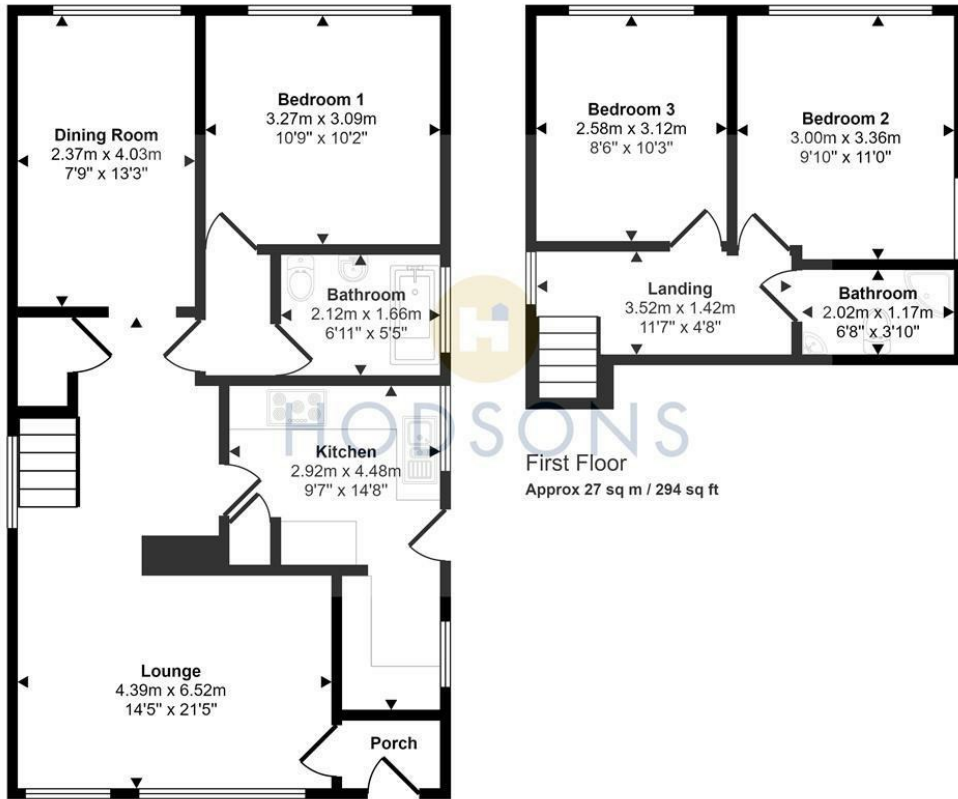 Dining Room
2.37m x 4.03m
7'9" x 13'3"
Bedroom 1
3.27m x 3.09m
10'9" x 10'2"
Bathroom
2.12m x 1.66m
6'11" x 5'5"
Kitchen
2.92m x 4.48m
9'7" x 14'8"
Lounge
4.39m x 6.52m
14'5" x 21'5"
Porch
Bedroom 3
2.58m x 3.12m
8'6" x 10'3"
Bedroom 2
3.00m x 3.36m
9'10" x 11'0"
Landing
3.52m x 1.42m
11'7" x 4'8"
Bathroom
2.02m x 1.17m
6'8" x 3'10"
First Floor
Approx 27 sq m / 294 sq ft
H
HODSONS